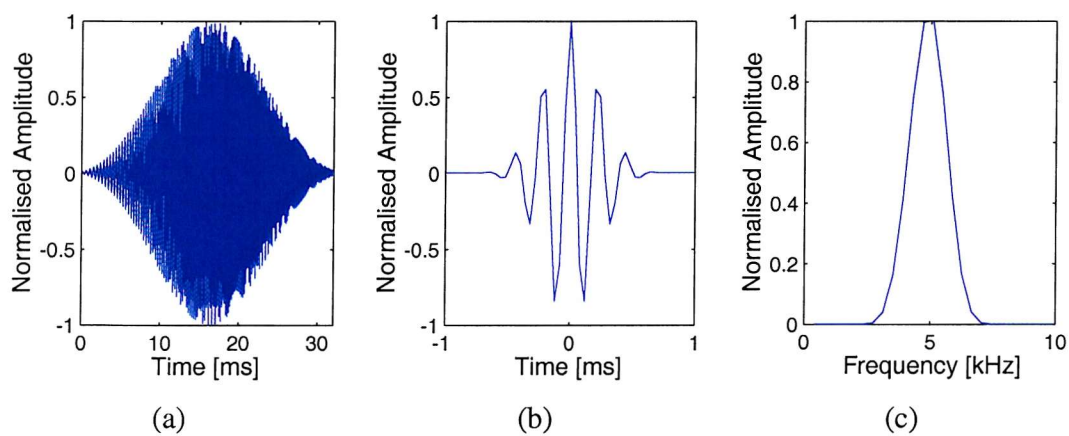 1
0.5
0
-0.5
-1
Normalised Amplitude
0 10 20 30
Time [ms]
(a)
1
0.5
0
-0.5
-1
Normalised Amplitude
-1 0 1
Time [ms]
(b)
1
0.8
0.6
0.4
0.2
0
Normalised Amplitude
0 5 10
Frequency [kHz]
(c)